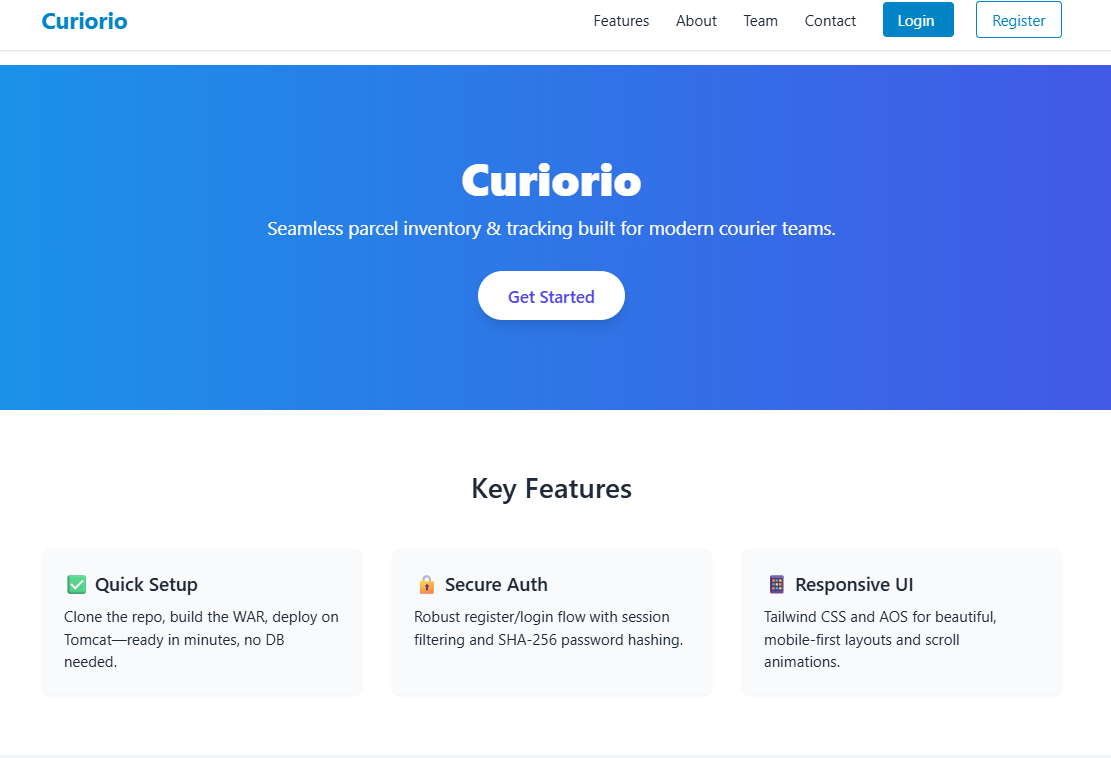 Curiorio
Features About Team Contact Login Register
Curiorio
Seamless parcel inventory & tracking built for modern courier teams.
Get Started
Key Features
✅ Quick Setup
Clone the repo, build the WAR, deploy on
Tomcat—ready in minutes, no DB
needed.
🔒 Secure Auth
Robust register/login flow with session
filtering and SHA-256 password hashing.
Responsive UI
Tailwind CSS and AOS for beautiful,
mobile-first layouts and scroll
animations.